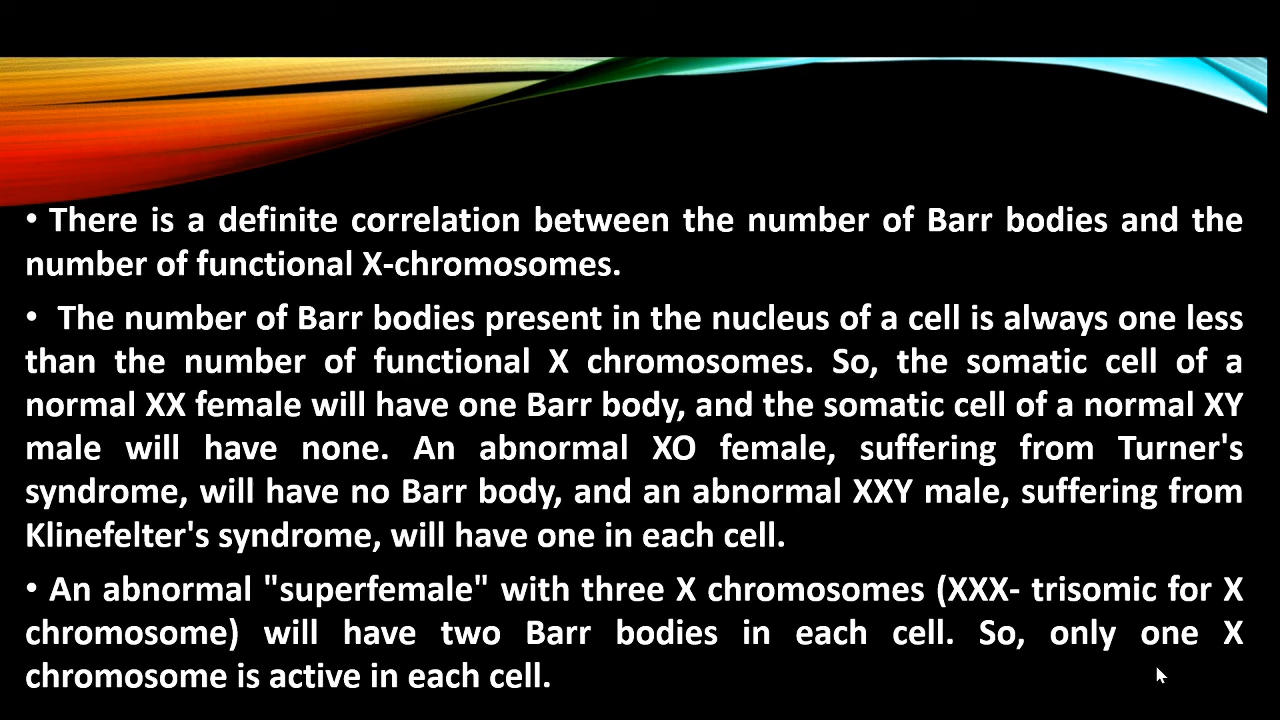 • There is a definite correlation between the number of Barr bodies and the
number of functional X-chromosomes.
• The number of Barr bodies present in the nucleus of a cell is always one less
than the number of functional X chromosomes. So, the somatic cell of a
normal XX female will have one Barr body, and the somatic cell of a normal XY
male will have none. An abnormal XO female, suffering from Turner's
syndrome, will have no Barr body, and an abnormal XXY male, suffering from
Klinefelter's syndrome, will have one in each cell.
• An abnormal "superfemale" with three X chromosomes (XXX- trisomic for X
chromosome) will have two Barr bodies in each cell. So, only one X
chromosome is active in each cell.